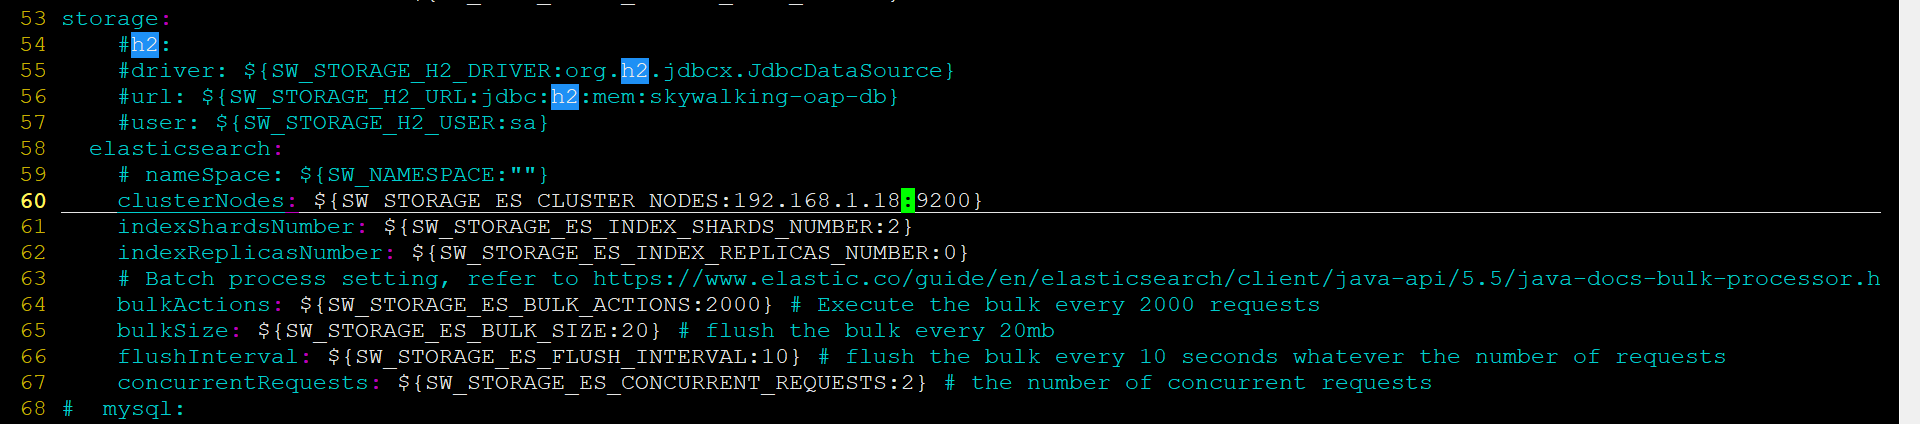 53 storage:
54     #h2:
55     #driver: ${SW_STORAGE_H2_DRIVER:org.h2.jdbcx.JdbcDataSource}
56     #url: ${SW_STORAGE_H2_URL:jdbc:h2:mem:skywalking-oap-db}
57     #user: ${SW_STORAGE_H2_USER:sa}
58   elasticsearch:
59     # nameSpace: ${SW_NAMESPACE:""}
60     clusterNodes: ${SW_STORAGE_ES_CLUSTER_NODES:192.168.1.18:9200}
61     indexShardsNumber: ${SW_STORAGE_ES_INDEX_SHARDS_NUMBER:2}
62     indexReplicasNumber: ${SW_STORAGE_ES_INDEX_REPLICAS_NUMBER:0}
63     # Batch process setting, refer to https://www.elastic.co/guide/en/elasticsearch/client/java-api/5.5/java-docs-bulk-processor.h
64     bulkActions: ${SW_STORAGE_ES_BULK_ACTIONS:2000} # Execute the bulk every 2000 requests
65     bulkSize: ${SW_STORAGE_ES_BULK_SIZE:20} # flush the bulk every 20mb
66     flushInterval: ${SW_STORAGE_ES_FLUSH_INTERVAL:10} # flush the bulk every 10 seconds whatever the number of requests
67     concurrentRequests: ${SW_STORAGE_ES_CONCURRENT_REQUESTS:2} # the number of concurrent requests
68 #  mysql: